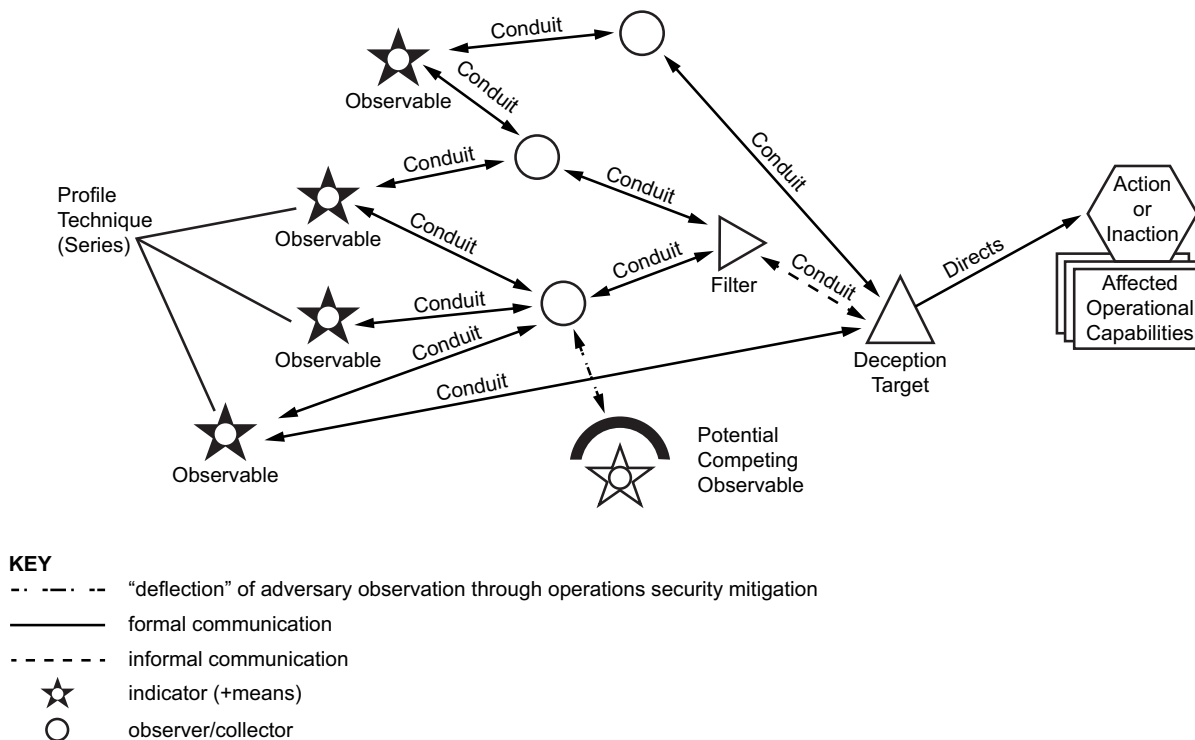 Conduit
Conduit
Observable
Conduit
Conduit
Conduit
Profile
Technique
(Series)
Observable
Conduit
Conduit
Filter
Conduit
Directs
Action
or
Inaction
Affected
Operational
Capabilities
Conduit
Observable
Conduit
Deception
Target
Conduit
Observable
Potential
Competing
Observable
KEY
“deflection” of adversary observation through operations security mitigation
formal communication
informal communication
indicator (+means)
observer/collector